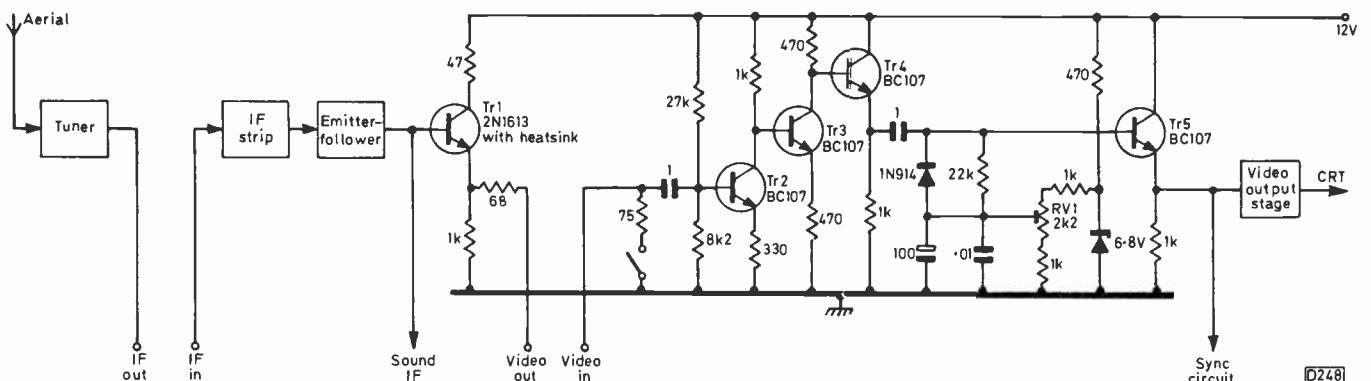 Aerial
Tuner
IF
out
IF
in
IF
strip
Emitter-
follower
Sound
IF
47
Tr1
2N1613
with heatsink
68
1k
Video
out
Video
in
75
1
27k
8k2
1k
Tr2
BC107
330
470
Tr3
BC107
470
Tr4
BC107
1k
1
1N914
100
22k
·01
1k
RV1
2k2
1k
470
6·8V
Tr5
BC107
1k
12V
Video
output
stage
CRT
Sync
circuit
D248